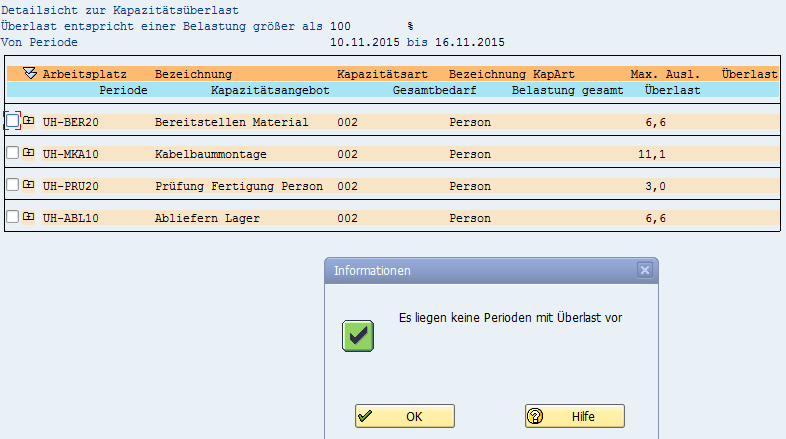 Detailsicht zur Kapazitätsüberlast
Überlast entspricht einer Belastung größer als 100 %
Von Periode 10.11.2015 bis 16.11.2015
Arbeitsplatz Bezeichnung Kapazitätsart Bezeichnung KapArt Max. Ausl. Überlast
Periode Kapazitätsangebot Gesamtbedarf Belastung gesamt Überlast
UH-BER20 Bereitstellen Material 002 Person 6,6
UH-MKA10 Kabelbaummontage 002 Person 11,1
UH-PRU20 Prüfung Fertigung Person 002 Person 3,0
UH-ABL10 Abliefern Lager 002 Person 6,6
Informationen
Es liegen keine Perioden mit Überlast vor
OK Hilfe